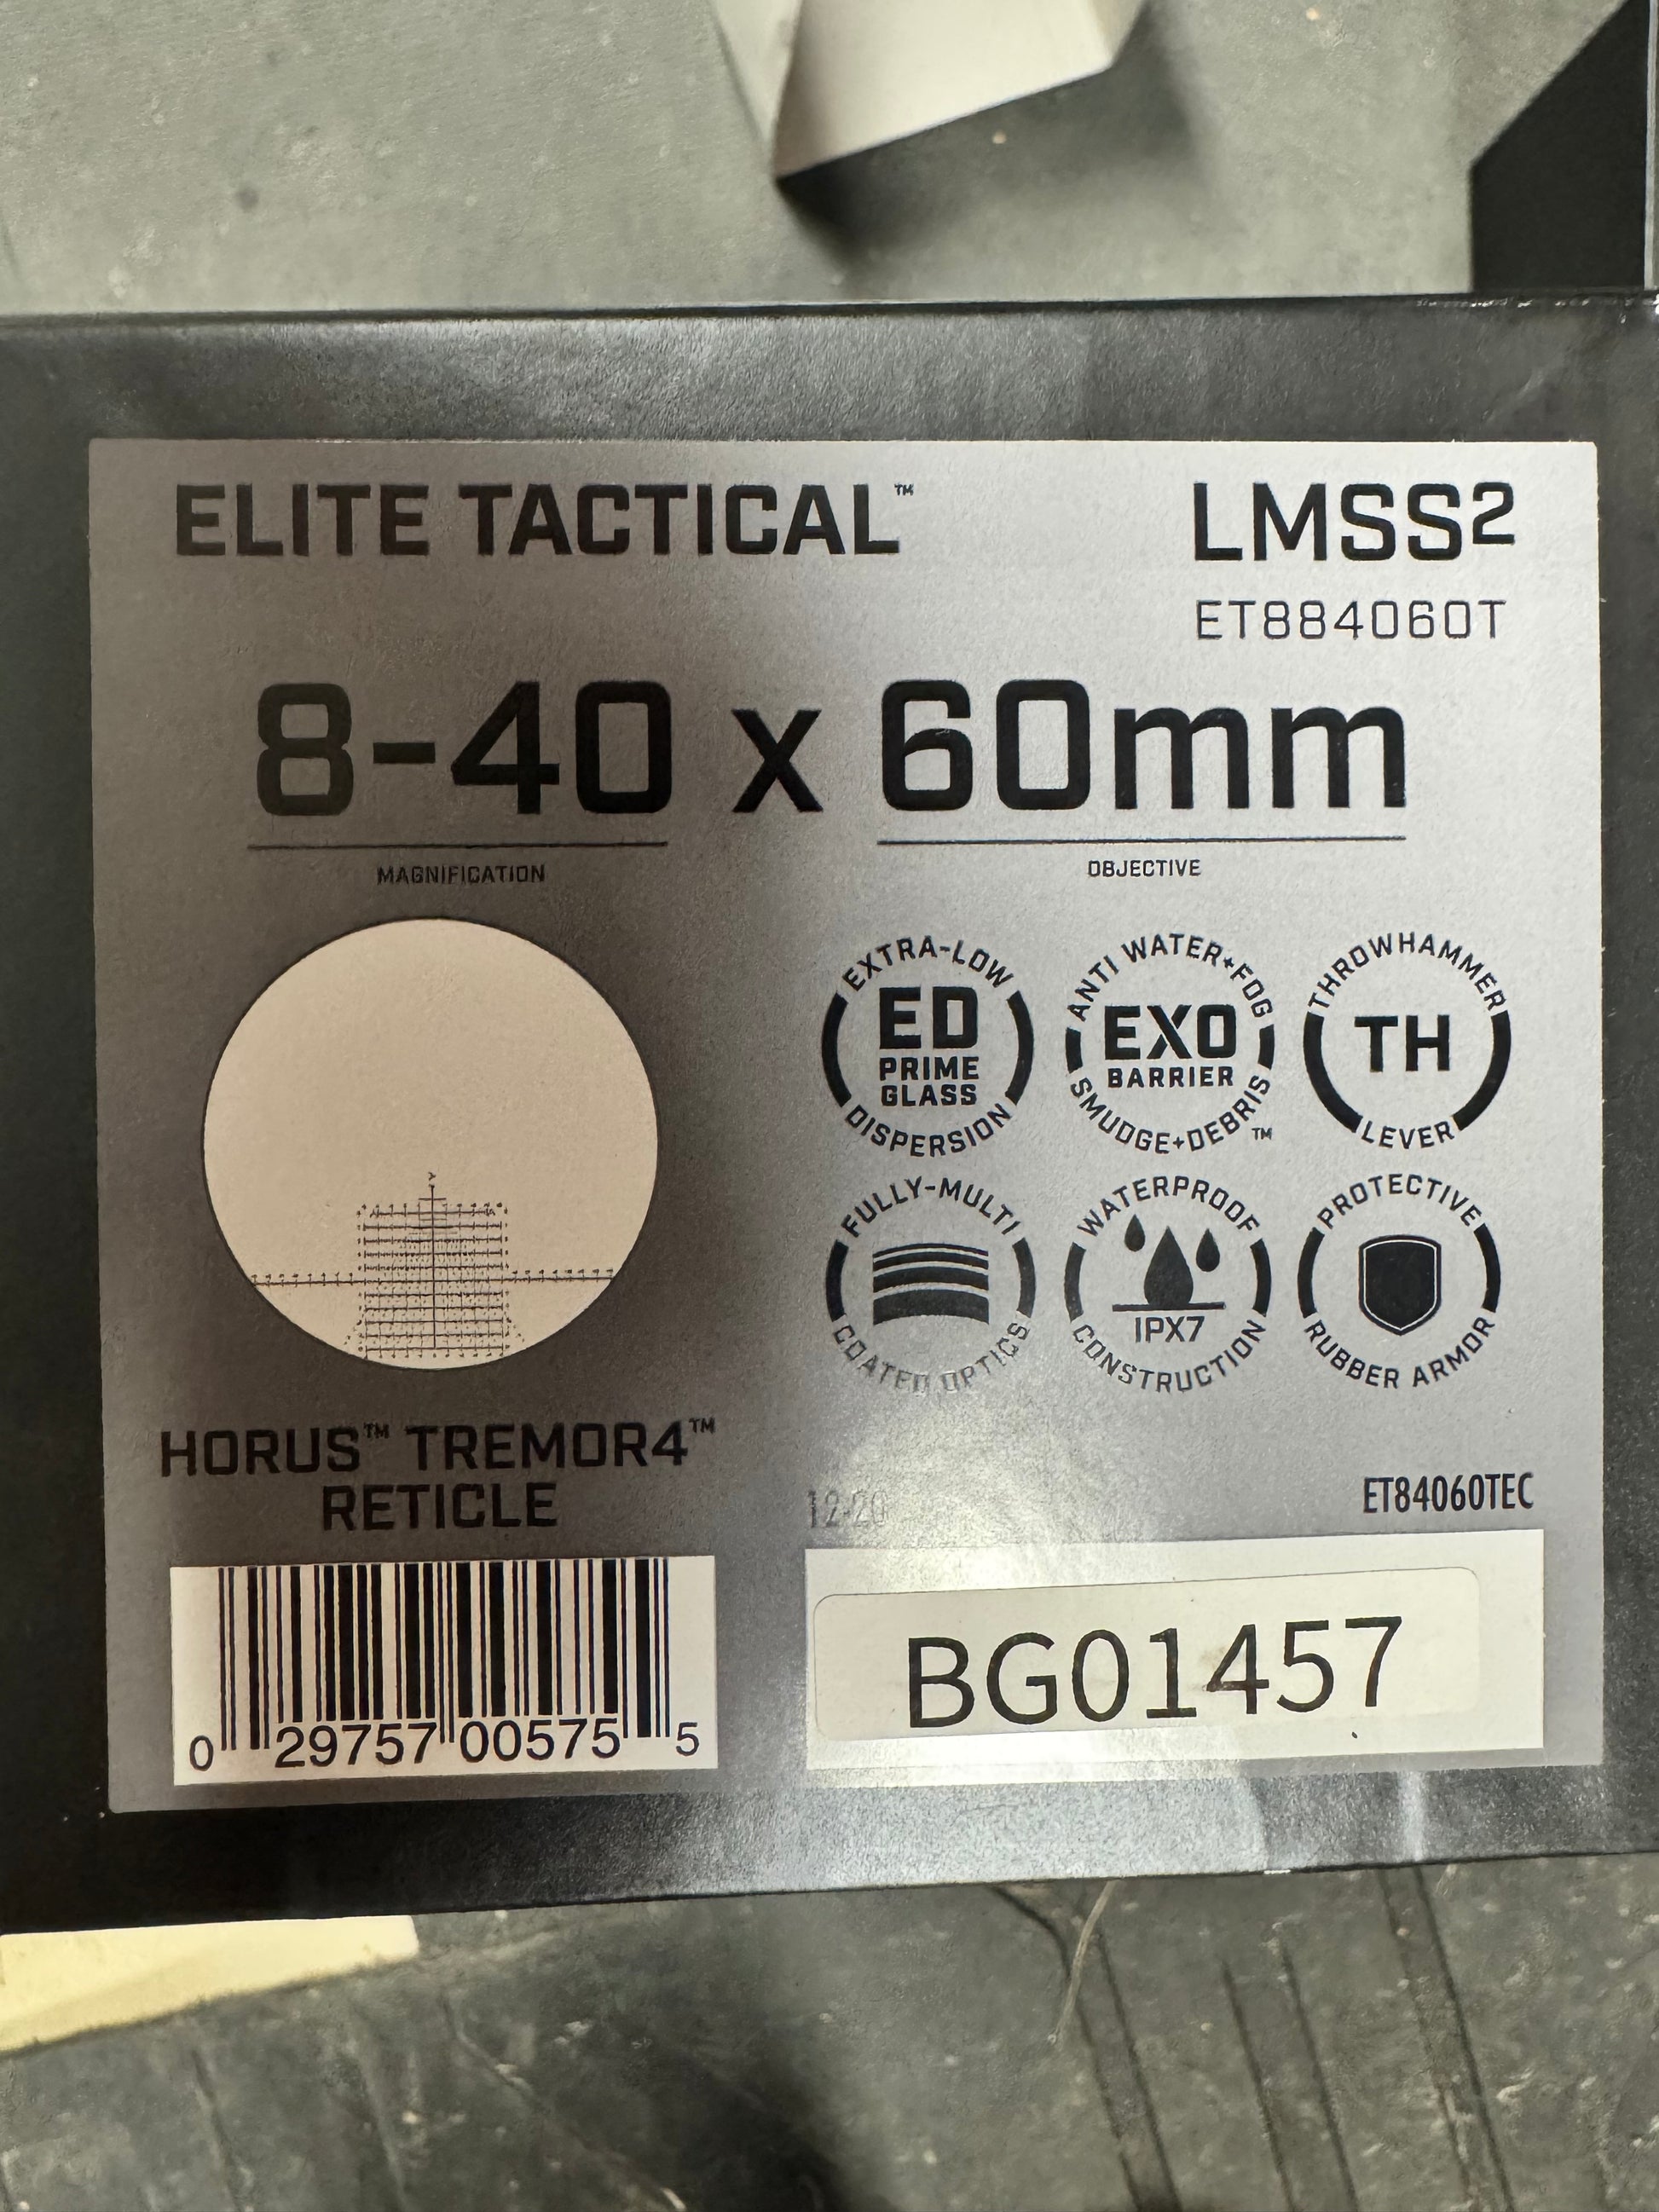 ELITE TACTICAL™
LMSS2
ET884060T
8-40 x 60mm
MAGNIFICATION
OBJECTIVE
EXTRA-LOW
ED
PRIME
GLASS
DISPERSION
ANTI WATER+FOG
EXO
BARRIER
SMUDGE+DEBRIS™
THROWHAMMER
TH
LEVER
FULLY-MULTI
COATED OPTICS
WATERPROOF
IPX7
CONSTRUCTION
PROTECTIVE
RUBBER ARMOR
HORUS™ TREMOR4™
RETICLE
12-20
ET84060TEC
0 29757 00575 5
BG01457